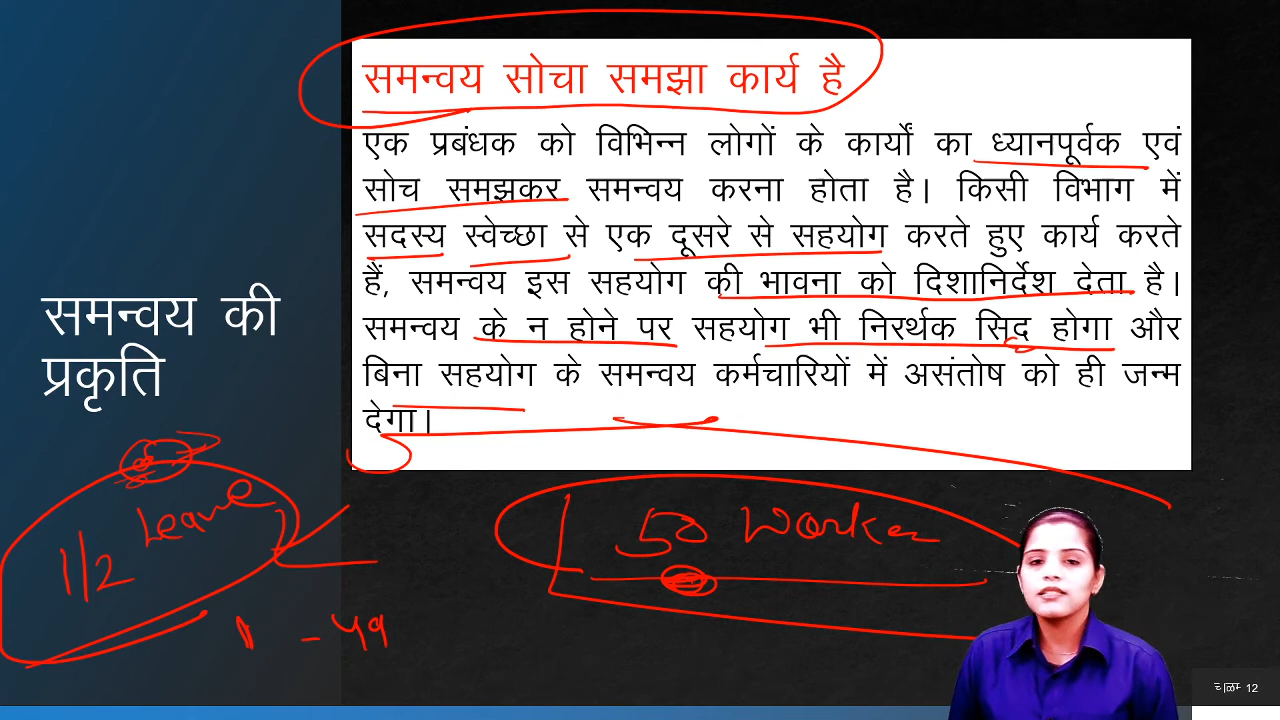 समन्वय की
प्रकृति
समन्वय सोचा समझा कार्य है
एक प्रबंधक को विभिन्न लोगों के कार्यों का ध्यानपूर्वक एवं
सोच समझकर समन्वय करना होता है। किसी विभाग में
सदस्य स्वेच्छा से एक दूसरे से सहयोग करते हुए कार्य करते
हैं, समन्वय इस सहयोग की भावना को दिशानिर्देश देता है।
समन्वय के न होने पर सहयोग भी निरर्थक सिद होगा और
बिना सहयोग के समन्वय कर्मचारियों में असंतोष को ही जन्म
देगा।
1/2 Leave
50 Worker
- 49
12